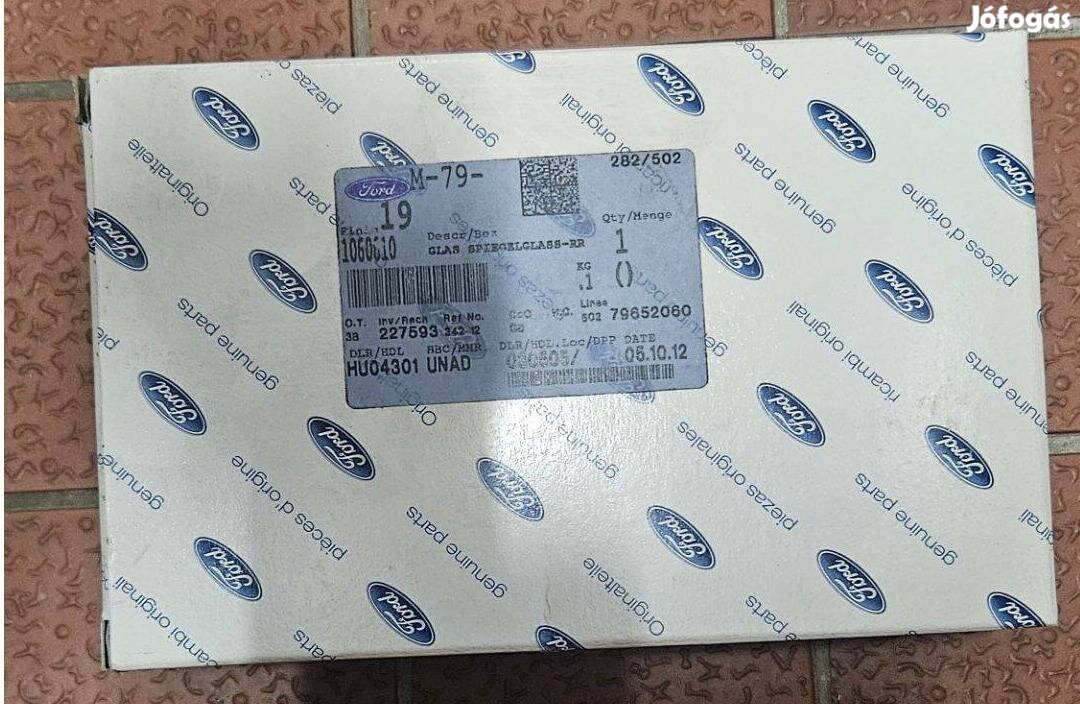 Jófogás
Ford
genuine parts
Originalteile
piezas originales
pièces d'origine
ricambi originali
Ford M-79-
282/502
19
Descr/Bez
Qty/Menge
1060610
GLAS SPIEGELGLASS-RR
1
KG
.1
()
O.T. Inv/Rech Ref No.
Lines
38 227593 342-12
502 79652060
DLR/HDL
DLR/HDL.Loc/DPP DATE
HU04301 UNAD
05.10.12